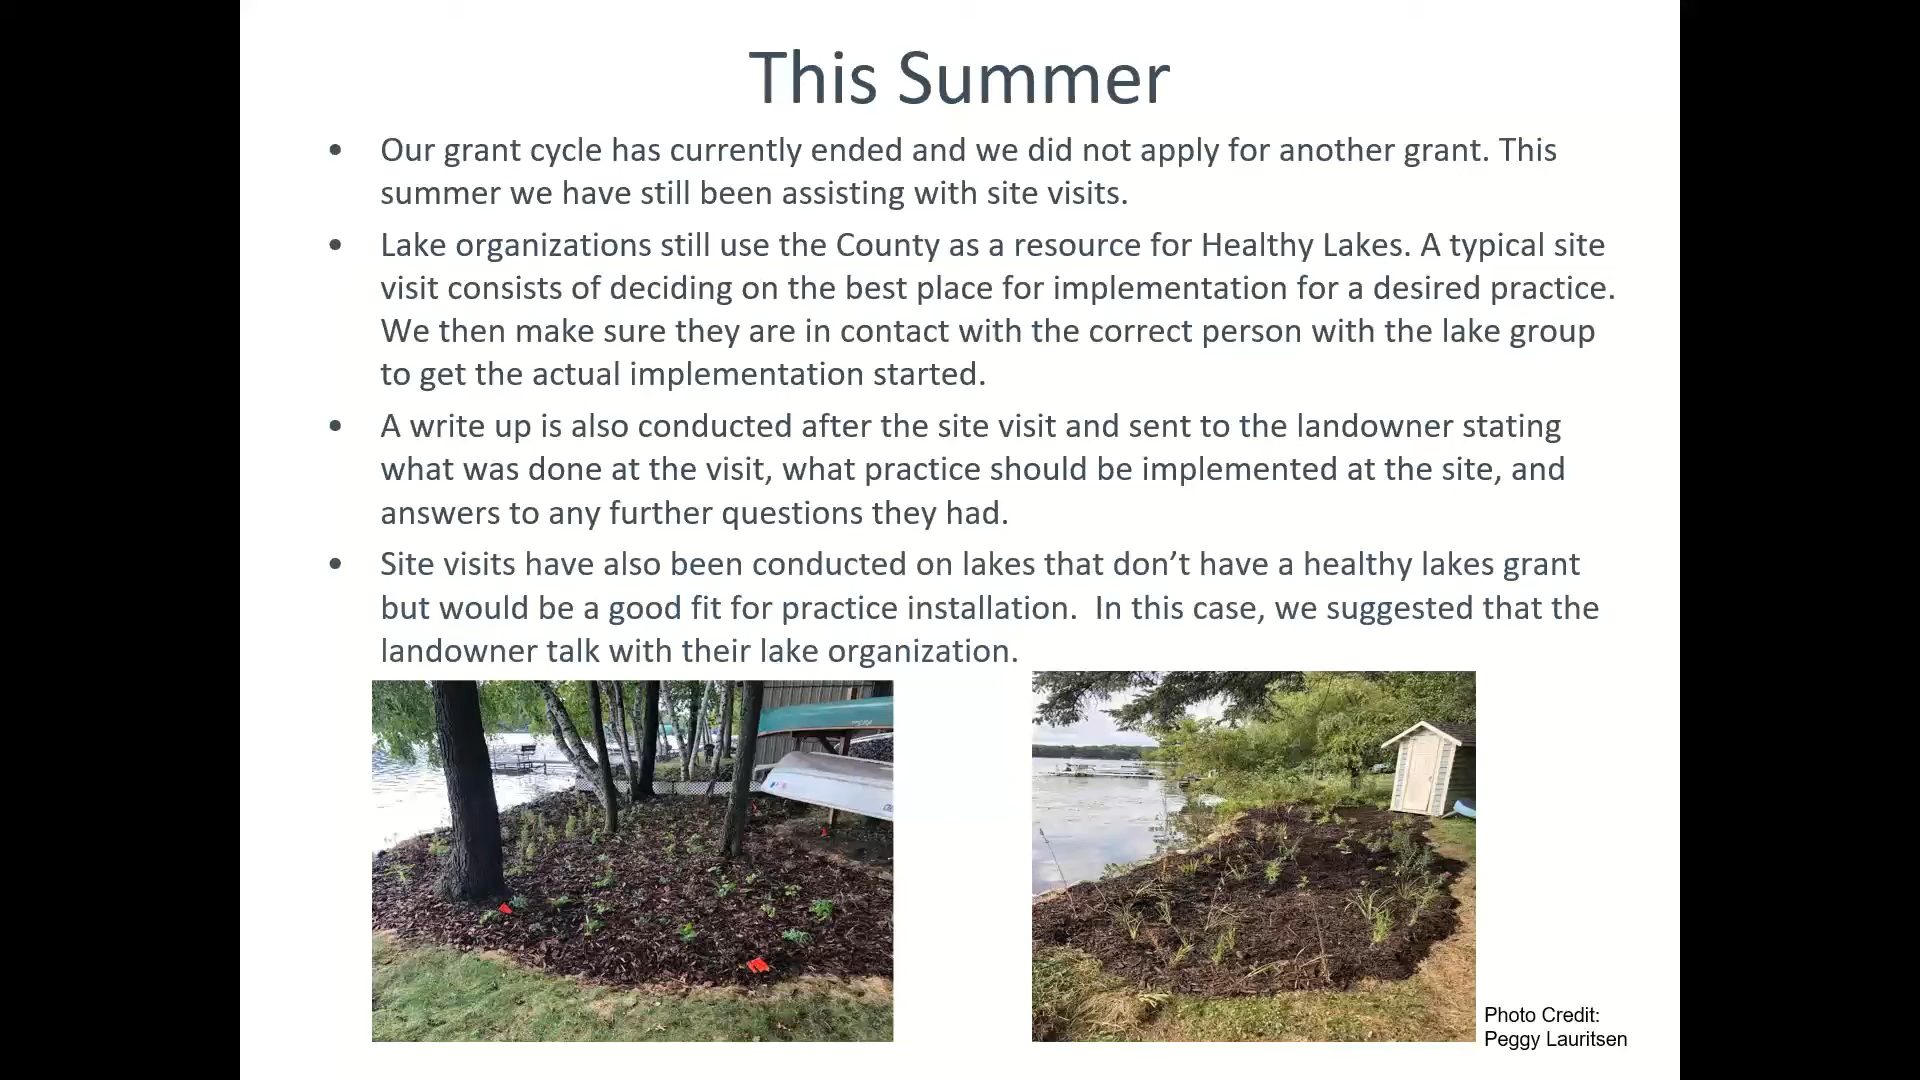 This Summer
• Our grant cycle has currently ended and we did not apply for another grant. This
summer we have still been assisting with site visits.
• Lake organizations still use the County as a resource for Healthy Lakes. A typical site
visit consists of deciding on the best place for implementation for a desired practice.
We then make sure they are in contact with the correct person with the lake group
to get the actual implementation started.
• A write up is also conducted after the site visit and sent to the landowner stating
what was done at the visit, what practice should be implemented at the site, and
answers to any further questions they had.
• Site visits have also been conducted on lakes that don’t have a healthy lakes grant
but would be a good fit for practice installation.  In this case, we suggested that the
landowner talk with their lake organization.
Photo Credit:
Peggy Lauritsen